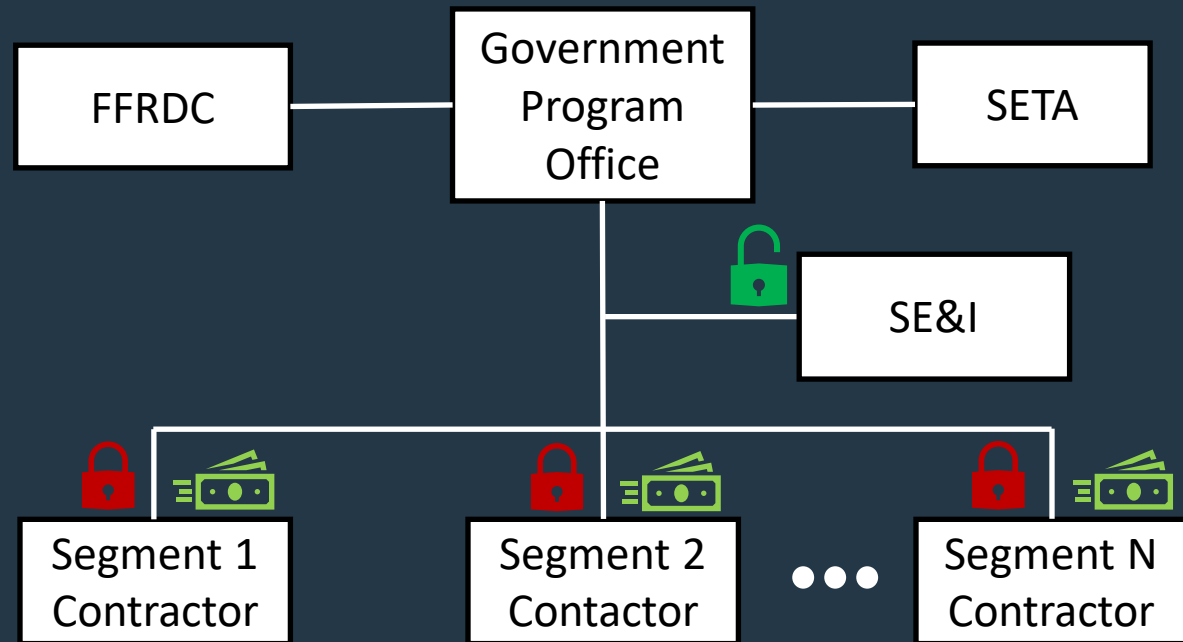 FFRDC
Government
Program
Office
SETA
SE&I
Segment 1
Contractor
Segment 2
Contactor
Segment N
Contractor